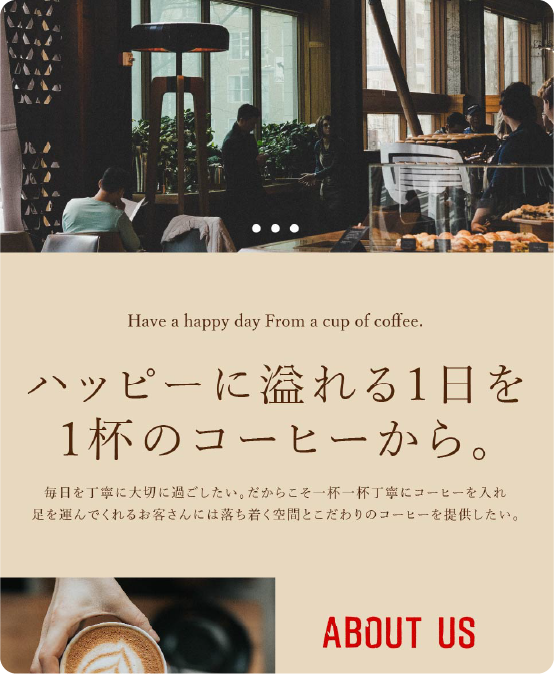 Have a happy day From a cup of coffee.
ハッピーに溢れる1日を
1杯のコーヒーから。
毎日を丁寧に大切に過ごしたい。だからこそ一杯一杯丁寧にコーヒーを入れ
足を運んでくれるお客さんには落ち着く空間とこだわりのコーヒーを提供したい。
ABOUT US